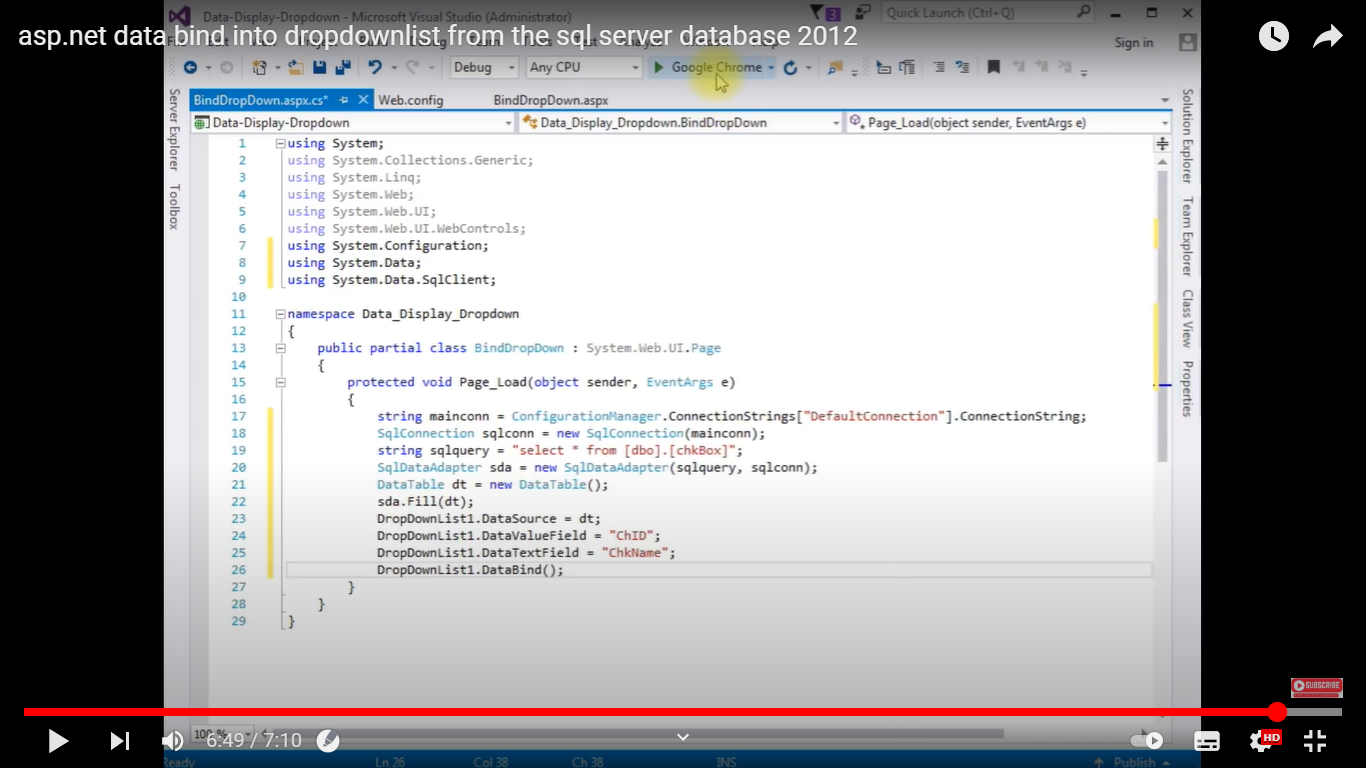 Data-Display-Dropdown - Microsoft Visual Studio (Administrator)
3
Quick Launch (Ctrl+Q)
asp.net data bind into dropdownlist from the sql server database 2012
Sign in
Debug
Any CPU
Google Chrome
BindDropDown.aspx.cs*
Web.config
BindDropDown.aspx
Data-Display-Dropdown
Data_Display_Dropdown.BindDropDown
Page_Load(object sender, EventArgs e)
Server Explorer
Toolbox
Solution Explorer
Team Explorer
Class View
Properties
1 using System;
2 using System.Collections.Generic;
3 using System.Linq;
4 using System.Web;
5 using System.Web.UI;
6 using System.Web.UI.WebControls;
7 using System.Configuration;
8 using System.Data;
9 using System.Data.SqlClient;
10
11 namespace Data_Display_Dropdown
12 {
13 public partial class BindDropDown : System.Web.UI.Page
14 {
15 protected void Page_Load(object sender, EventArgs e)
16 {
17 string mainconn = ConfigurationManager.ConnectionStrings["DefaultConnection"].ConnectionString;
18 SqlConnection sqlconn = new SqlConnection(mainconn);
19 string sqlquery = "select * from [dbo].[chkBox]";
20 SqlDataAdapter sda = new SqlDataAdapter(sqlquery, sqlconn);
21 DataTable dt = new DataTable();
22 sda.Fill(dt);
23 DropDownList1.DataSource = dt;
24 DropDownList1.DataValueField = "ChID";
25 DropDownList1.DataTextField = "ChkName";
26 DropDownList1.DataBind();
27 }
28 }
29 }
SUBSCRIBE
100 %
6:49 / 7:10
HD
Ready
Ln 26
Col 38
Ch 38
INS
Publish